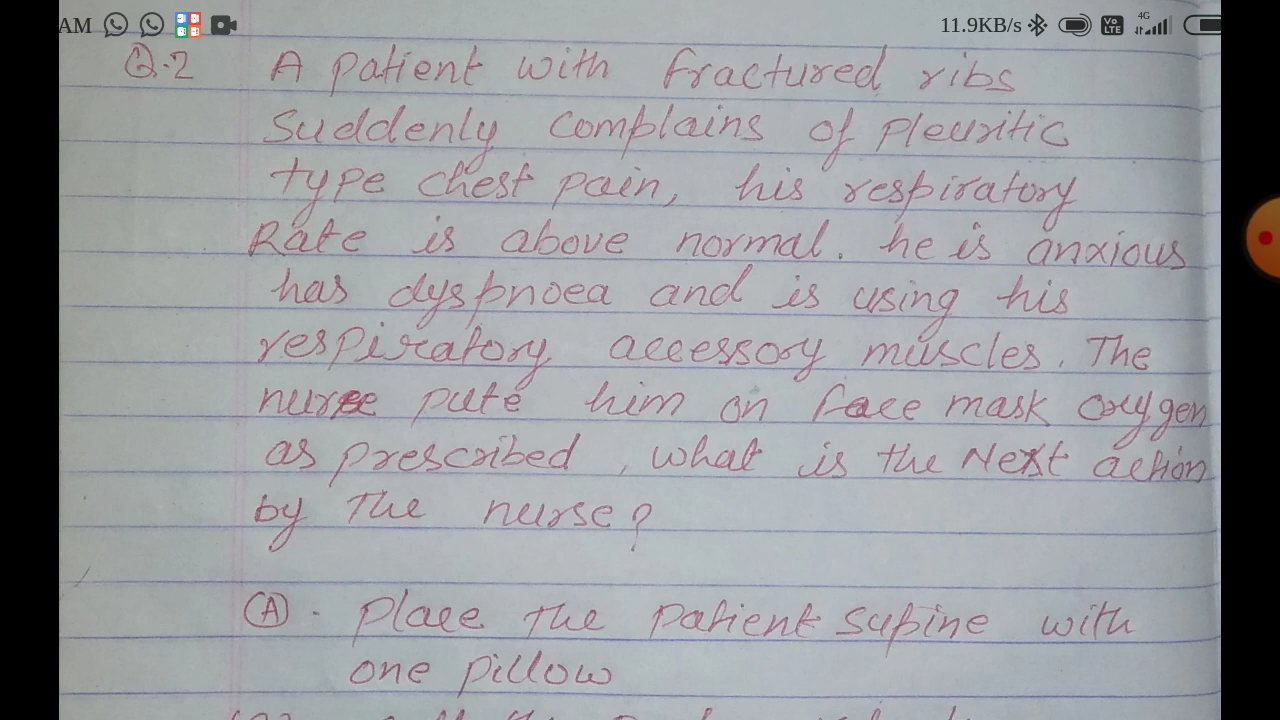 AM 11.9KB/s Vo LTE 4G
Q.2 A patient with fractured ribs
suddenly complains of pleuritic
type chest pain, his respiratory
Rate is above normal. he is anxious
has dyspnoea and is using his
respiratory accessory muscles. The
nurse puts him on face mask oxygen
as prescribed, what is the Next action
by The nurse?
(A). Place the patient supine with
one pillow